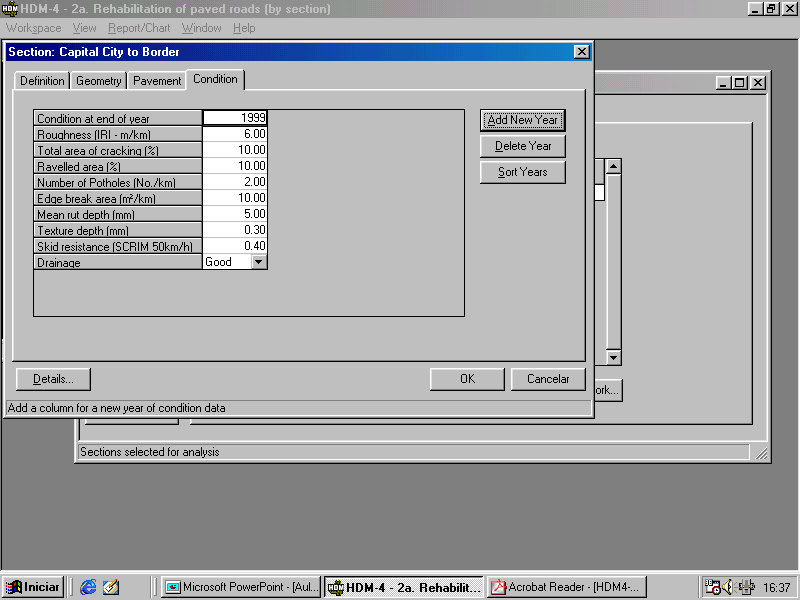 HDM-4 - 2a. Rehabilitation of paved roads (by section)
Workspace View Report/Chart Window Help
Section: Capital City to Border
Definition Geometry Pavement Condition
Condition at end of year 1999
Roughness (IRI - m/km) 6.00
Total area of cracking (%) 10.00
Ravelled area (%) 10.00
Number of Potholes (No./km) 2.00
Edge break area (m²/km) 10.00
Mean rut depth (mm) 5.00
Texture depth (mm) 0.30
Skid resistance (SCRIM 50km/h) 0.40
Drainage Good
Add New Year
Delete Year
Sort Years
Details... OK Cancelar
ork...
Add a column for a new year of condition data
Sections selected for analysis
Iniciar Microsoft PowerPoint - [Aul... HDM-4 - 2a. Rehabilit... Acrobat Reader - [HDM4-... 16:37